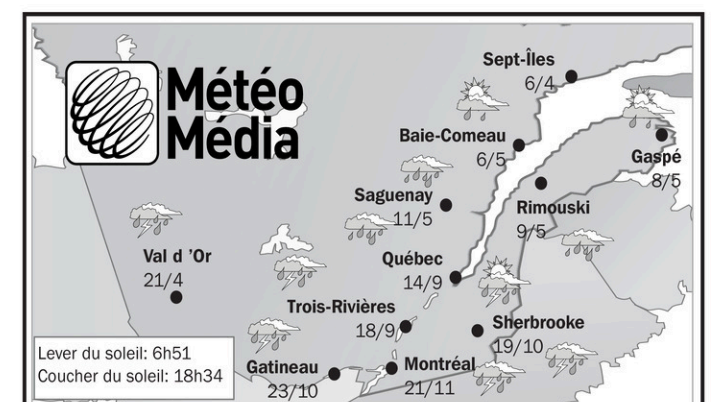 Météo
Média
Sept-Îles
6/4
Baie-Comeau
6/5
Gaspé
8/5
Saguenay
11/5
Rimouski
9/5
Val d 'Or
21/4
Québec
14/9
Trois-Rivières
18/9
Sherbrooke
19/10
Lever du soleil: 6h51
Coucher du soleil: 18h34
Gatineau
23/10
Montréal
21/11